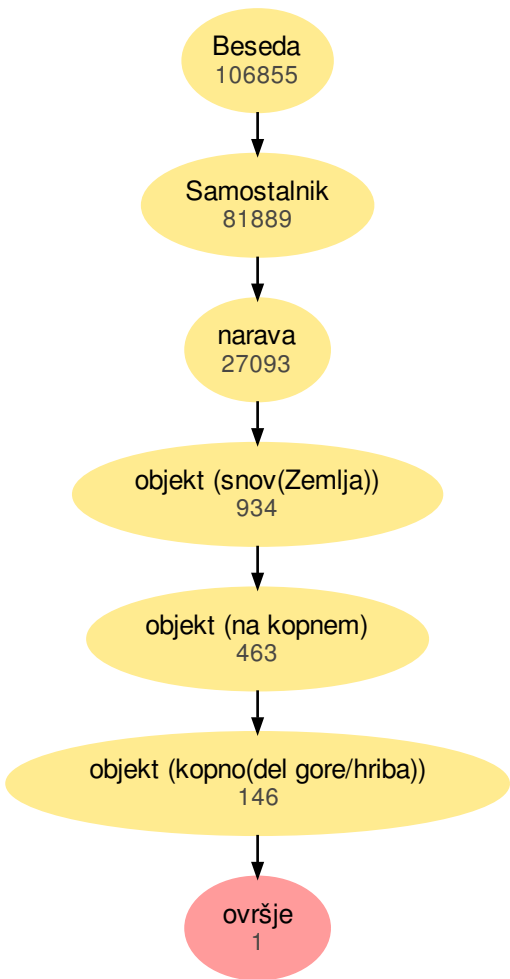 Beseda
106855
Samostalnik
81889
narava
27093
objekt (snov(Zemlja))
934
objekt (na kopnem)
463
objekt (kopno(del gore/hriba))
146
ovršje
1